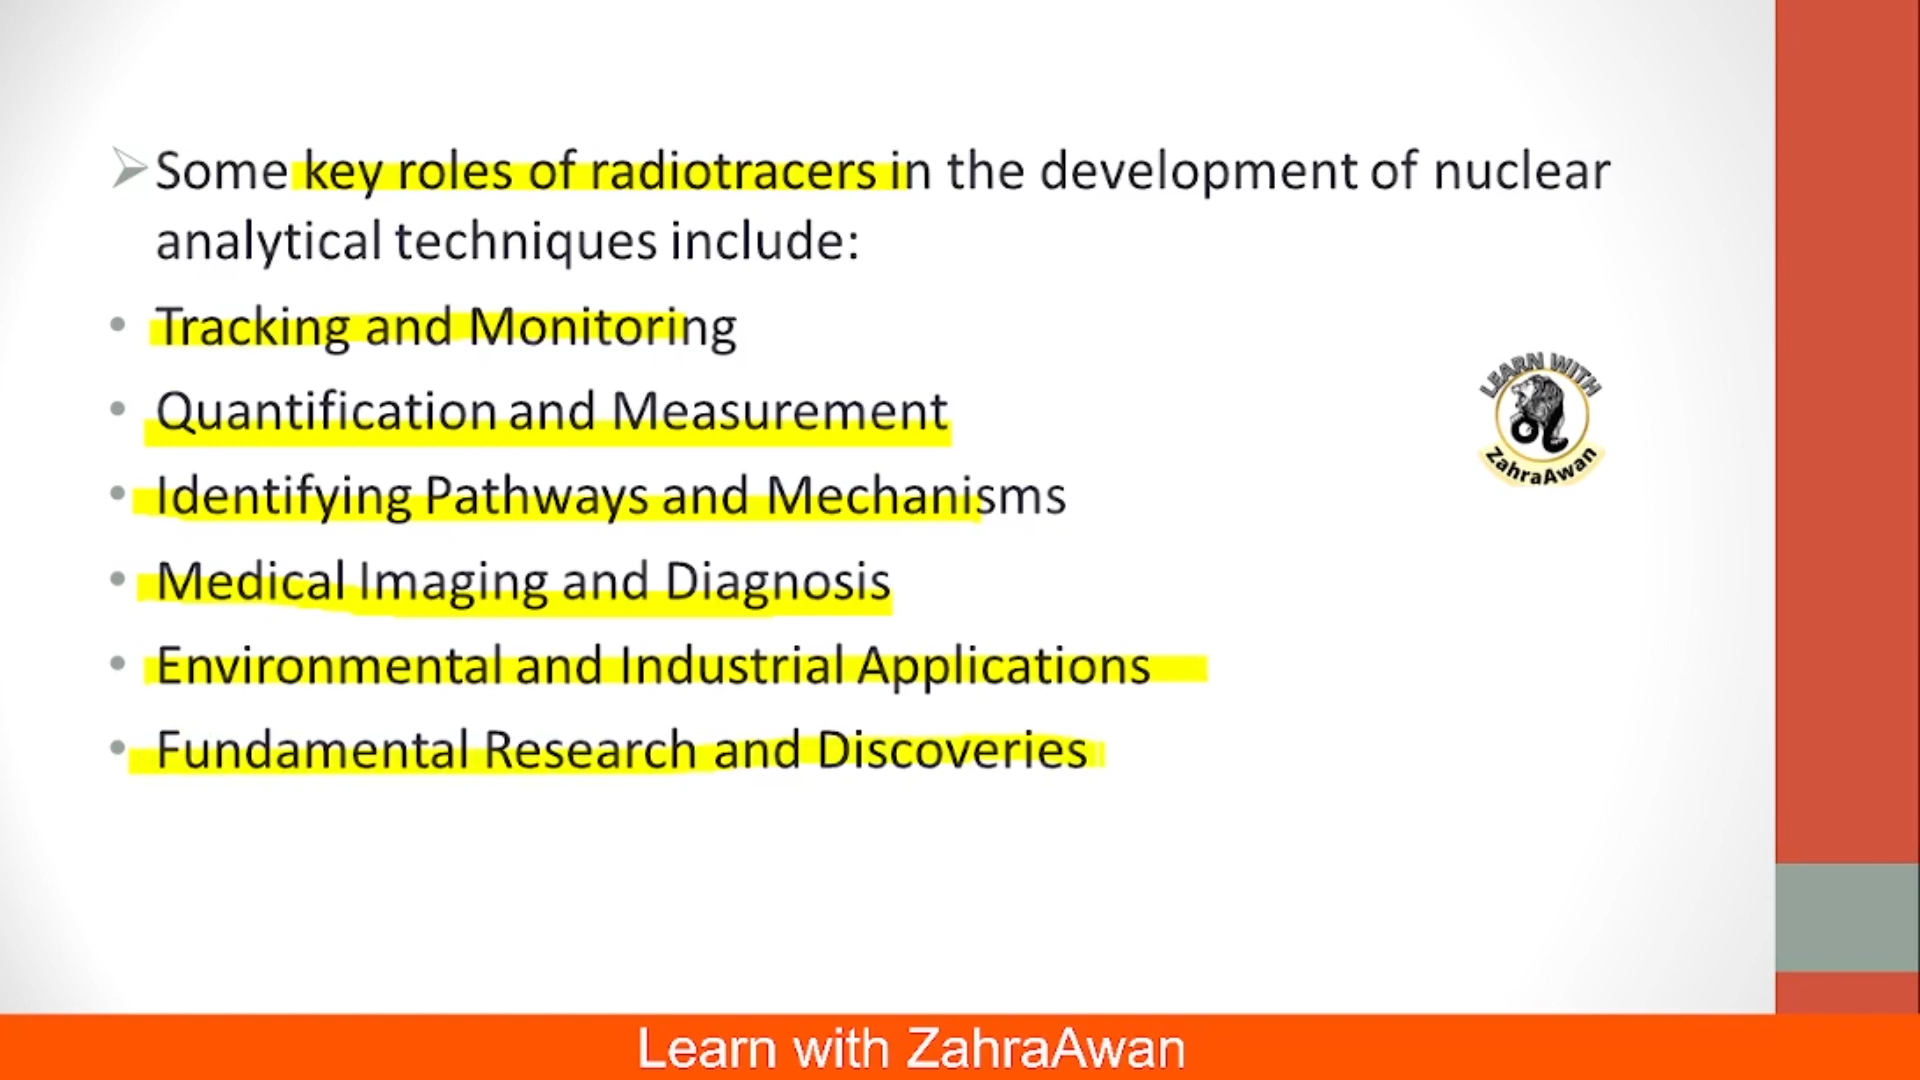 Some key roles of radiotracers in the development of nuclear
analytical techniques include:
• Tracking and Monitoring
• Quantification and Measurement
• Identifying Pathways and Mechanisms
• Medical Imaging and Diagnosis
• Environmental and Industrial Applications
• Fundamental Research and Discoveries
LEARN WITH
ZahraAwan
Learn with ZahraAwan